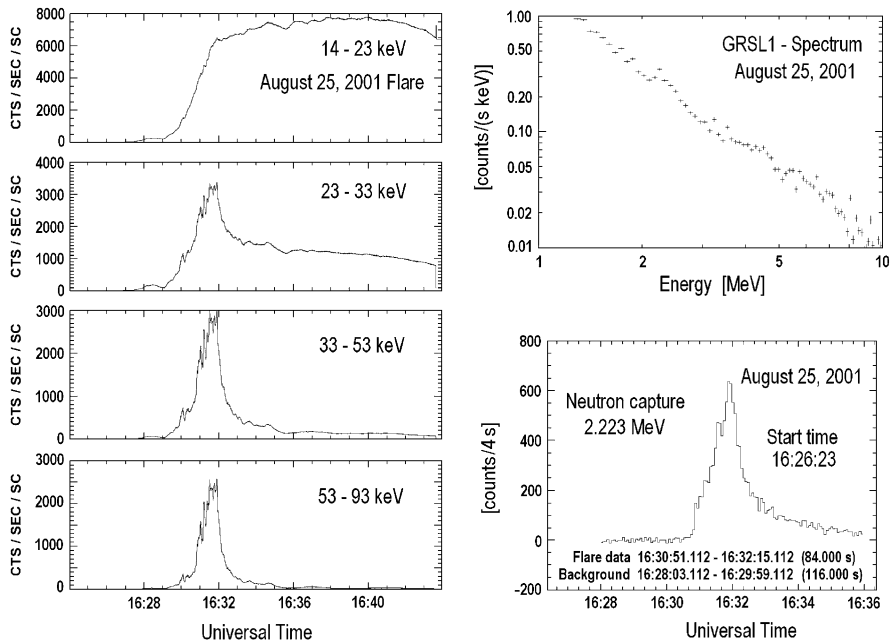 8000
6000
4000
2000
0
CTS / SEC / SC
14 - 23 keV
August 25, 2001 Flare
4000
3000
2000
1000
0
CTS / SEC / SC
23 - 33 keV
3000
2000
1000
0
CTS / SEC / SC
33 - 53 keV
3000
2000
1000
0
CTS / SEC / SC
53 - 93 keV
16:28 16:32 16:36 16:40
Universal Time
1.00
0.50
0.20
0.10
0.05
0.02
0.01
[counts/(s keV)]
GRSL1 - Spectrum
August 25, 2001
1 2 5 10
Energy [MeV]
800
600
400
200
0
-200
[counts/4 s]
August 25, 2001
Neutron capture
2.223 MeV
Start time
16:26:23
Flare data 16:30:51.112 - 16:32:15.112 (84.000 s)
Background 16:28:03.112 - 16:29:59.112 (116.000 s)
16:28 16:30 16:32 16:34 16:36
Universal Time